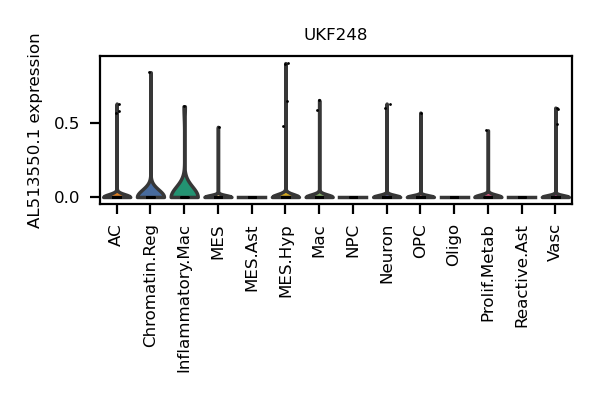 UKF248
AL513550.1 expression
0.5
0.0
AC
Chromatin.Reg
Inflammatory.Mac
MES
MES.Ast
MES.Hyp
Mac
NPC
Neuron
OPC
Oligo
Prolif.Metab
Reactive.Ast
Vasc